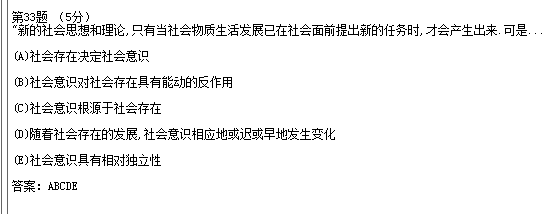 第33题 （5分）
“新的社会思想和理论,只有当社会物质生活发展已在社会面前提出新的任务时,才会产生出来.可是...
(A)社会存在决定社会意识
(B)社会意识对社会存在具有能动的反作用
(C)社会意识根源于社会存在
(D)随着社会存在的发展,社会意识相应地或迟或早地发生变化
(E)社会意识具有相对独立性
答案：ABCDE